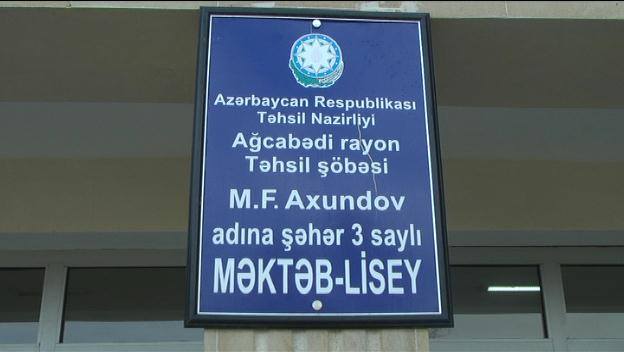 Azərbaycan Respublikası
Təhsil Nazirliyi
Ağcabədi rayon
Təhsil şöbəsi
M.F. Axundov
adına şəhər 3 saylı
MƏKTƏB-LİSEY